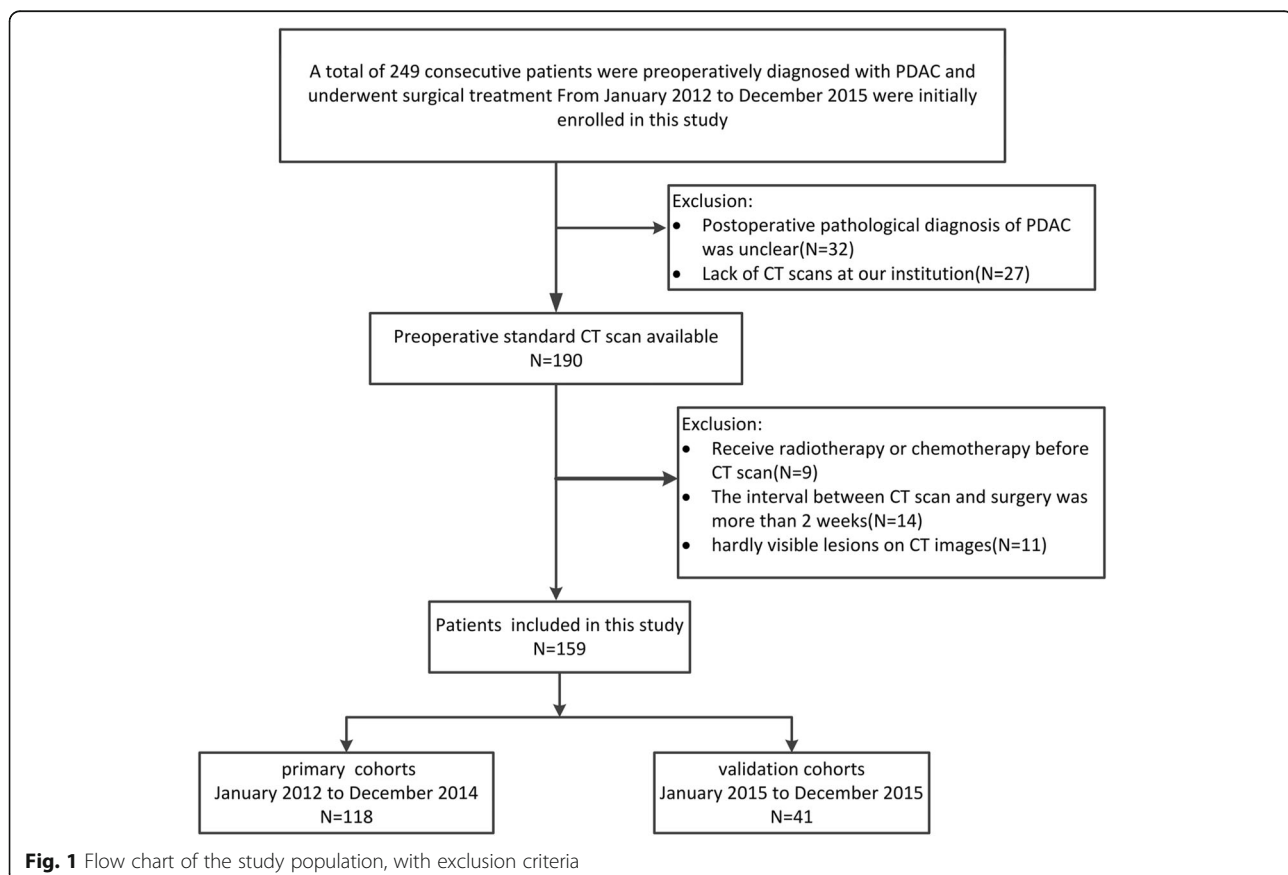 A total of 249 consecutive patients were preoperatively diagnosed with PDAC and
underwent surgical treatment From January 2012 to December 2015 were initially
enrolled in this study
Exclusion:
• Postoperative pathological diagnosis of PDAC
was unclear(N=32)
• Lack of CT scans at our institution(N=27)
Preoperative standard CT scan available
N=190
Exclusion:
• Receive radiotherapy or chemotherapy before
CT scan(N=9)
• The interval between CT scan and surgery was
more than 2 weeks(N=14)
• hardly visible lesions on CT images(N=11)
Patients included in this study
N=159
primary cohorts
January 2012 to December 2014
N=118
validation cohorts
January 2015 to December 2015
N=41
Fig. 1 Flow chart of the study population, with exclusion criteria